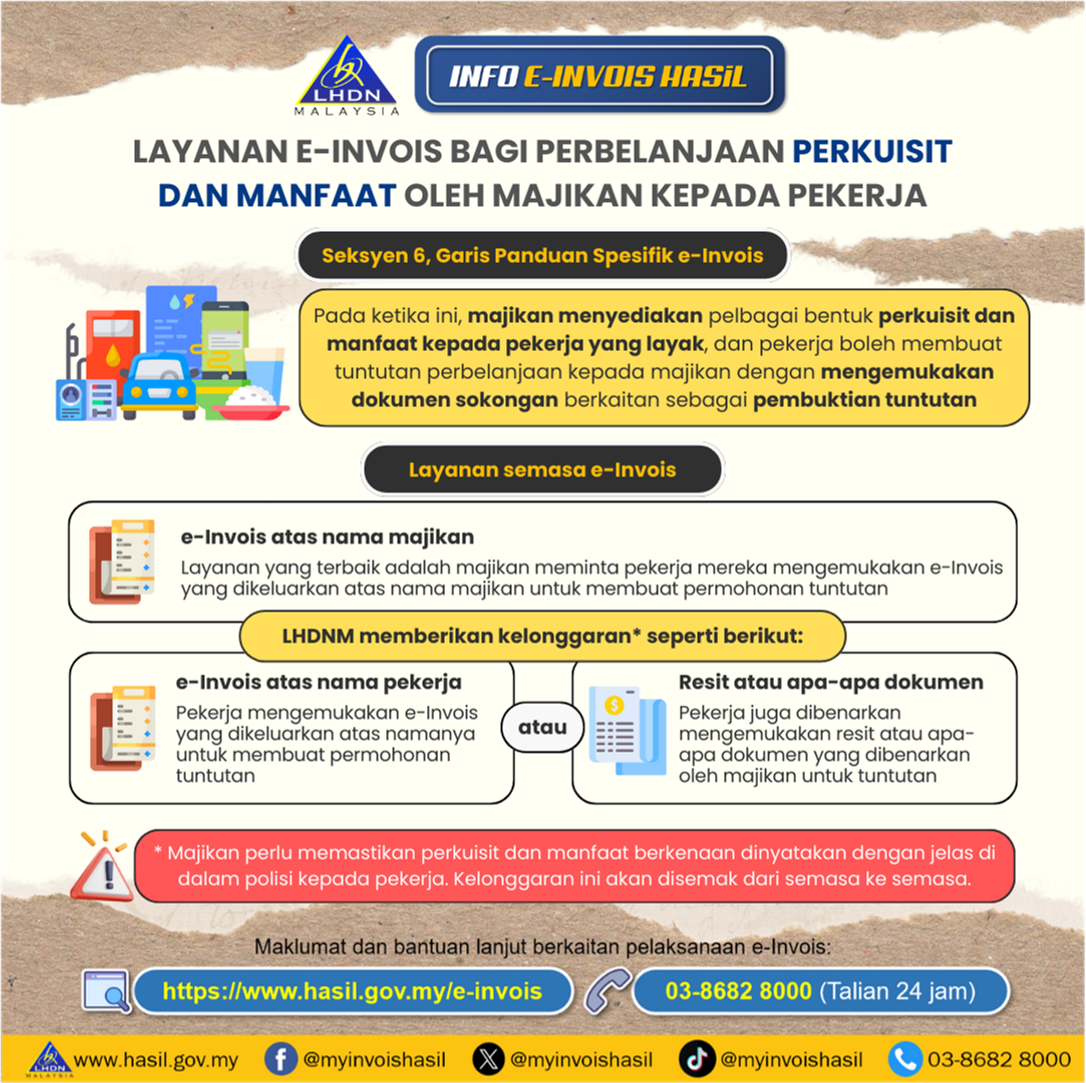 LHDN
MALAYSIA
INFO E-INVOIS HASiL
LAYANAN E-INVOIS BAGI PERBELANJAAN PERKUISIT
DAN MANFAAT OLEH MAJIKAN KEPADA PEKERJA
Seksyen 6, Garis Panduan Spesifik e-Invois
Pada ketika ini, majikan menyediakan pelbagai bentuk perkuisit dan
manfaat kepada pekerja yang layak, dan pekerja boleh membuat
tuntutan perbelanjaan kepada majikan dengan mengemukakan
dokumen sokongan berkaitan sebagai pembuktian tuntutan
Layanan semasa e-Invois
e-Invois atas nama majikan
Layanan yang terbaik adalah majikan meminta pekerja mereka mengemukakan e-Invois
yang dikeluarkan atas nama majikan untuk membuat permohonan tuntutan
LHDNM memberikan kelonggaran* seperti berikut:
e-Invois atas nama pekerja
Pekerja mengemukakan e-Invois
yang dikeluarkan atas namanya
untuk membuat permohonan
tuntutan
atau
Resit atau apa-apa dokumen
Pekerja juga dibenarkan
mengemukakan resit atau apa-
apa dokumen yang dibenarkan
oleh majikan untuk tuntutan
* Majikan perlu memastikan perkuisit dan manfaat berkenaan dinyatakan dengan jelas di
dalam polisi kepada pekerja. Kelonggaran ini akan disemak dari semasa ke semasa.
Maklumat dan bantuan lanjut berkaitan pelaksanaan e-Invois:
https://www.hasil.gov.my/e-invois
03-8682 8000 (Talian 24 jam)
LHDN
MALAYSIA
www.hasil.gov.my
@myinvoishasil
@myinvoishasil
@myinvoishasil
03-8682 8000